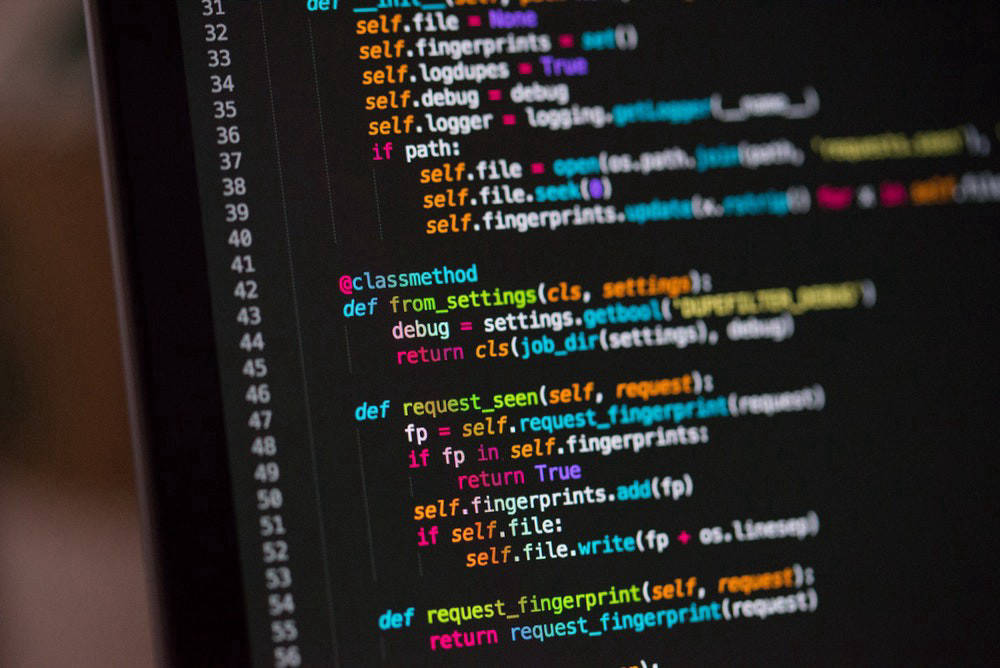 31 def __init__(self,
32 self.file = None
33 self.fingerprints = set()
34 self.logdupes = True
35 self.debug = debug
36 self.logger = logging.getLogger(__name__)
37 if path:
38 self.file = open(os.path.join(path, 'requests.seen'),
39 self.file.seek(0)
40 self.fingerprints.update(x.rstrip() for x in self.file
41
42 @classmethod
43 def from_settings(cls, settings):
44 debug = settings.getbool('DUPEFILTER_DEBUG')
45 return cls(job_dir(settings), debug)
46
47 def request_seen(self, request):
48 fp = self.request_fingerprint(request)
49 if fp in self.fingerprints:
50 return True
51 self.fingerprints.add(fp)
52 if self.file:
53 self.file.write(fp + os.linesep)
54
55 def request_fingerprint(self, request):
56 return request_fingerprint(request)